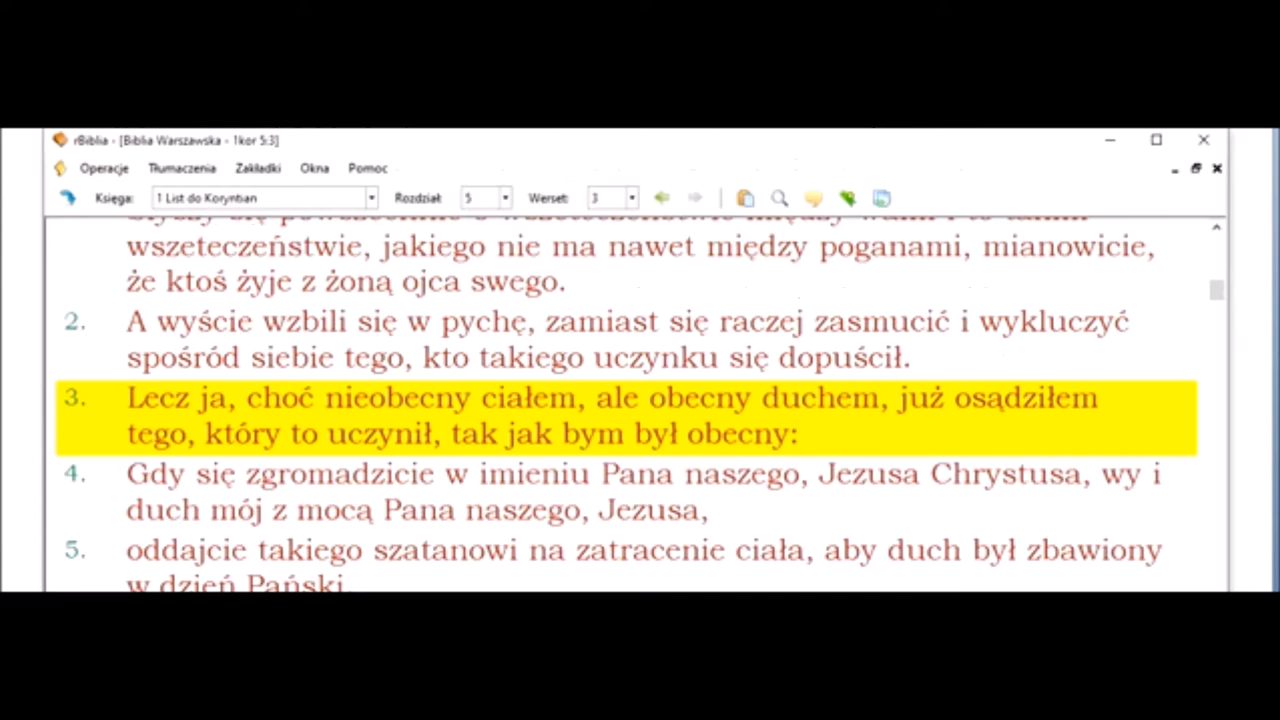 rBiblia - [Biblia Warszawska - 1kor 5:3]
Operacje Tłumaczenia Zakładki Okna Pomoc
Księga: 1 List do Koryntian Rozdział 5 Werset: 3
wszeteczeństwie, jakiego nie ma nawet między poganami, mianowicie,
że ktoś żyje z żoną ojca swego.
2. A wyście wzbili się w pychę, zamiast się raczej zasmucić i wykluczyć
spośród siebie tego, kto takiego uczynku się dopuścił.
3. Lecz ja, choć nieobecny ciałem, ale obecny duchem, już osądziłem
tego, który to uczynił, tak jak bym był obecny:
4. Gdy się zgromadzicie w imieniu Pana naszego, Jezusa Chrystusa, wy i
duch mój z mocą Pana naszego, Jezusa,
5. oddajcie takiego szatanowi na zatracenie ciała, aby duch był zbawiony
w dzień Pański.